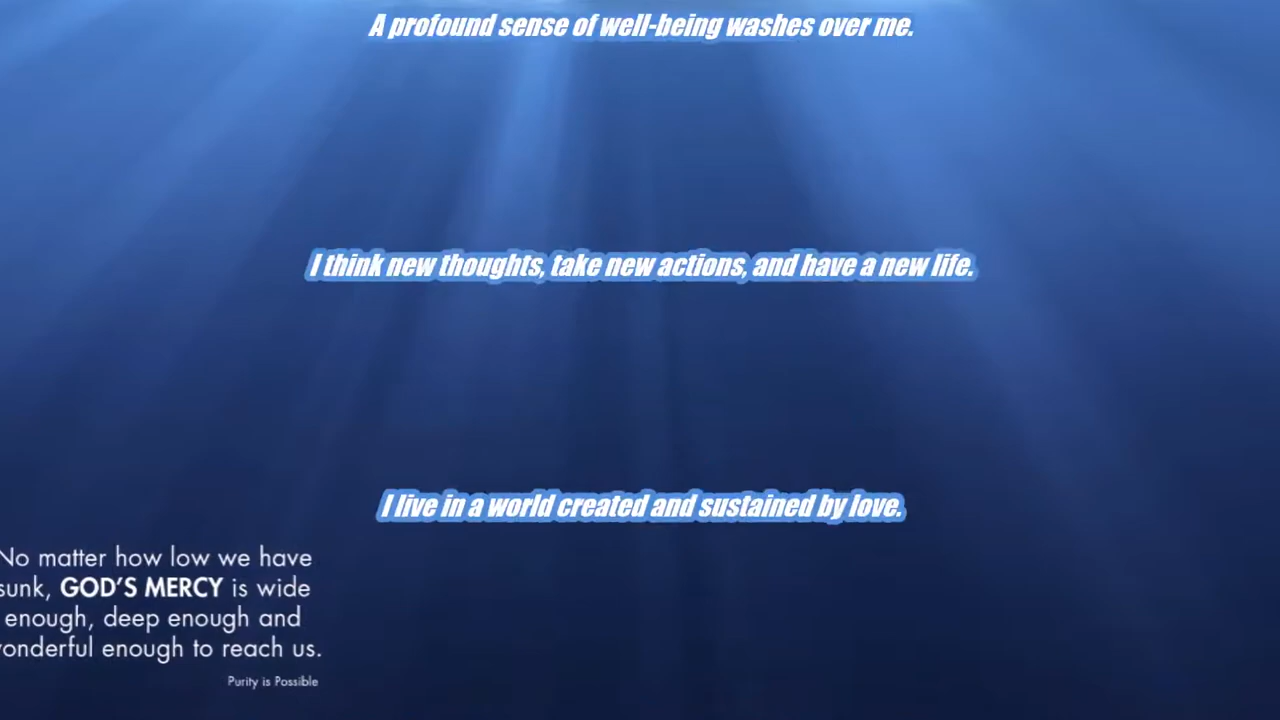 A profound sense of well-being washes over me.
I think new thoughts, take new actions, and have a new life.
I live in a world created and sustained by love.
No matter how low we have
sunk, GOD'S MERCY is wide
enough, deep enough and
wonderful enough to reach us.
Purity is Possible